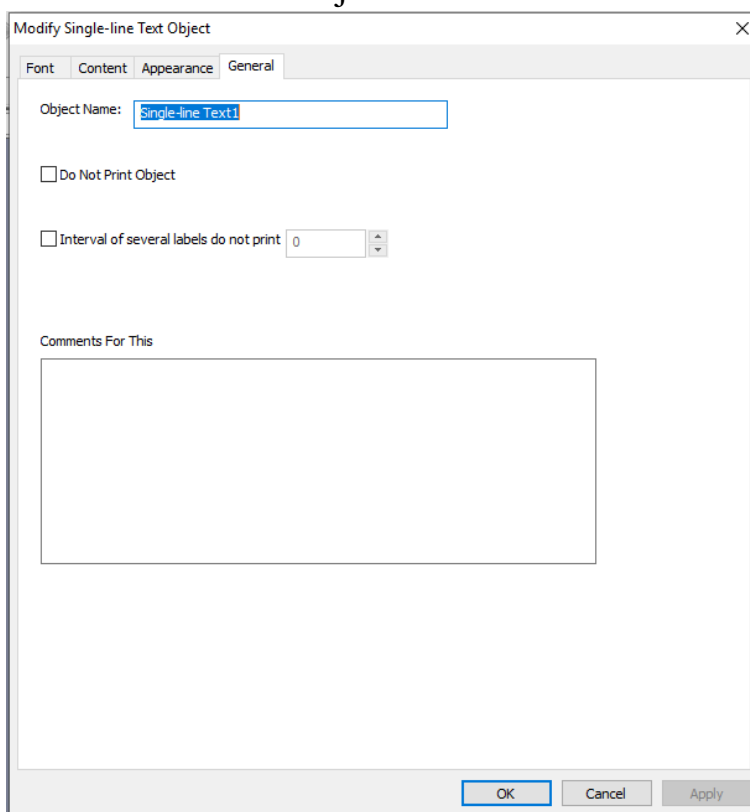 Modify Single-line Text Object
Font Content Appearance General
Object Name: Single-line Text1
Do Not Print Object
Interval of several labels do not print 0
Comments For This
OK Cancel Apply